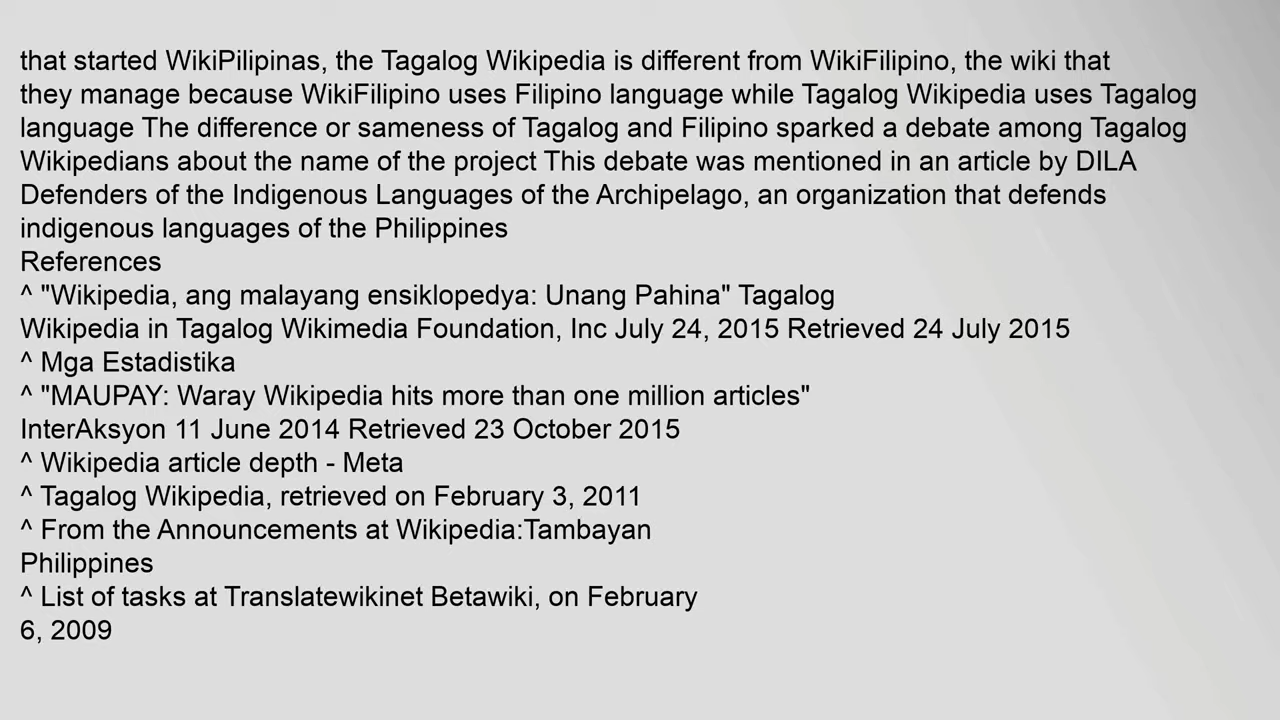 that started WikiPilipinas, the Tagalog Wikipedia is different from WikiFilipino, the wiki that
they manage because WikiFilipino uses Filipino language while Tagalog Wikipedia uses Tagalog
language The difference or sameness of Tagalog and Filipino sparked a debate among Tagalog
Wikipedians about the name of the project This debate was mentioned in an article by DILA
Defenders of the Indigenous Languages of the Archipelago, an organization that defends
indigenous languages of the Philippines
References
^ "Wikipedia, ang malayang ensiklopedya: Unang Pahina" Tagalog
Wikipedia in Tagalog Wikimedia Foundation, Inc July 24, 2015 Retrieved 24 July 2015
^ Mga Estadistika
^ "MAUPAY: Waray Wikipedia hits more than one million articles"
InterAksyon 11 June 2014 Retrieved 23 October 2015
^ Wikipedia article depth - Meta
^ Tagalog Wikipedia, retrieved on February 3, 2011
^ From the Announcements at Wikipedia:Tambayan
Philippines
^ List of tasks at Translatewikinet Betawiki, on February
6, 2009